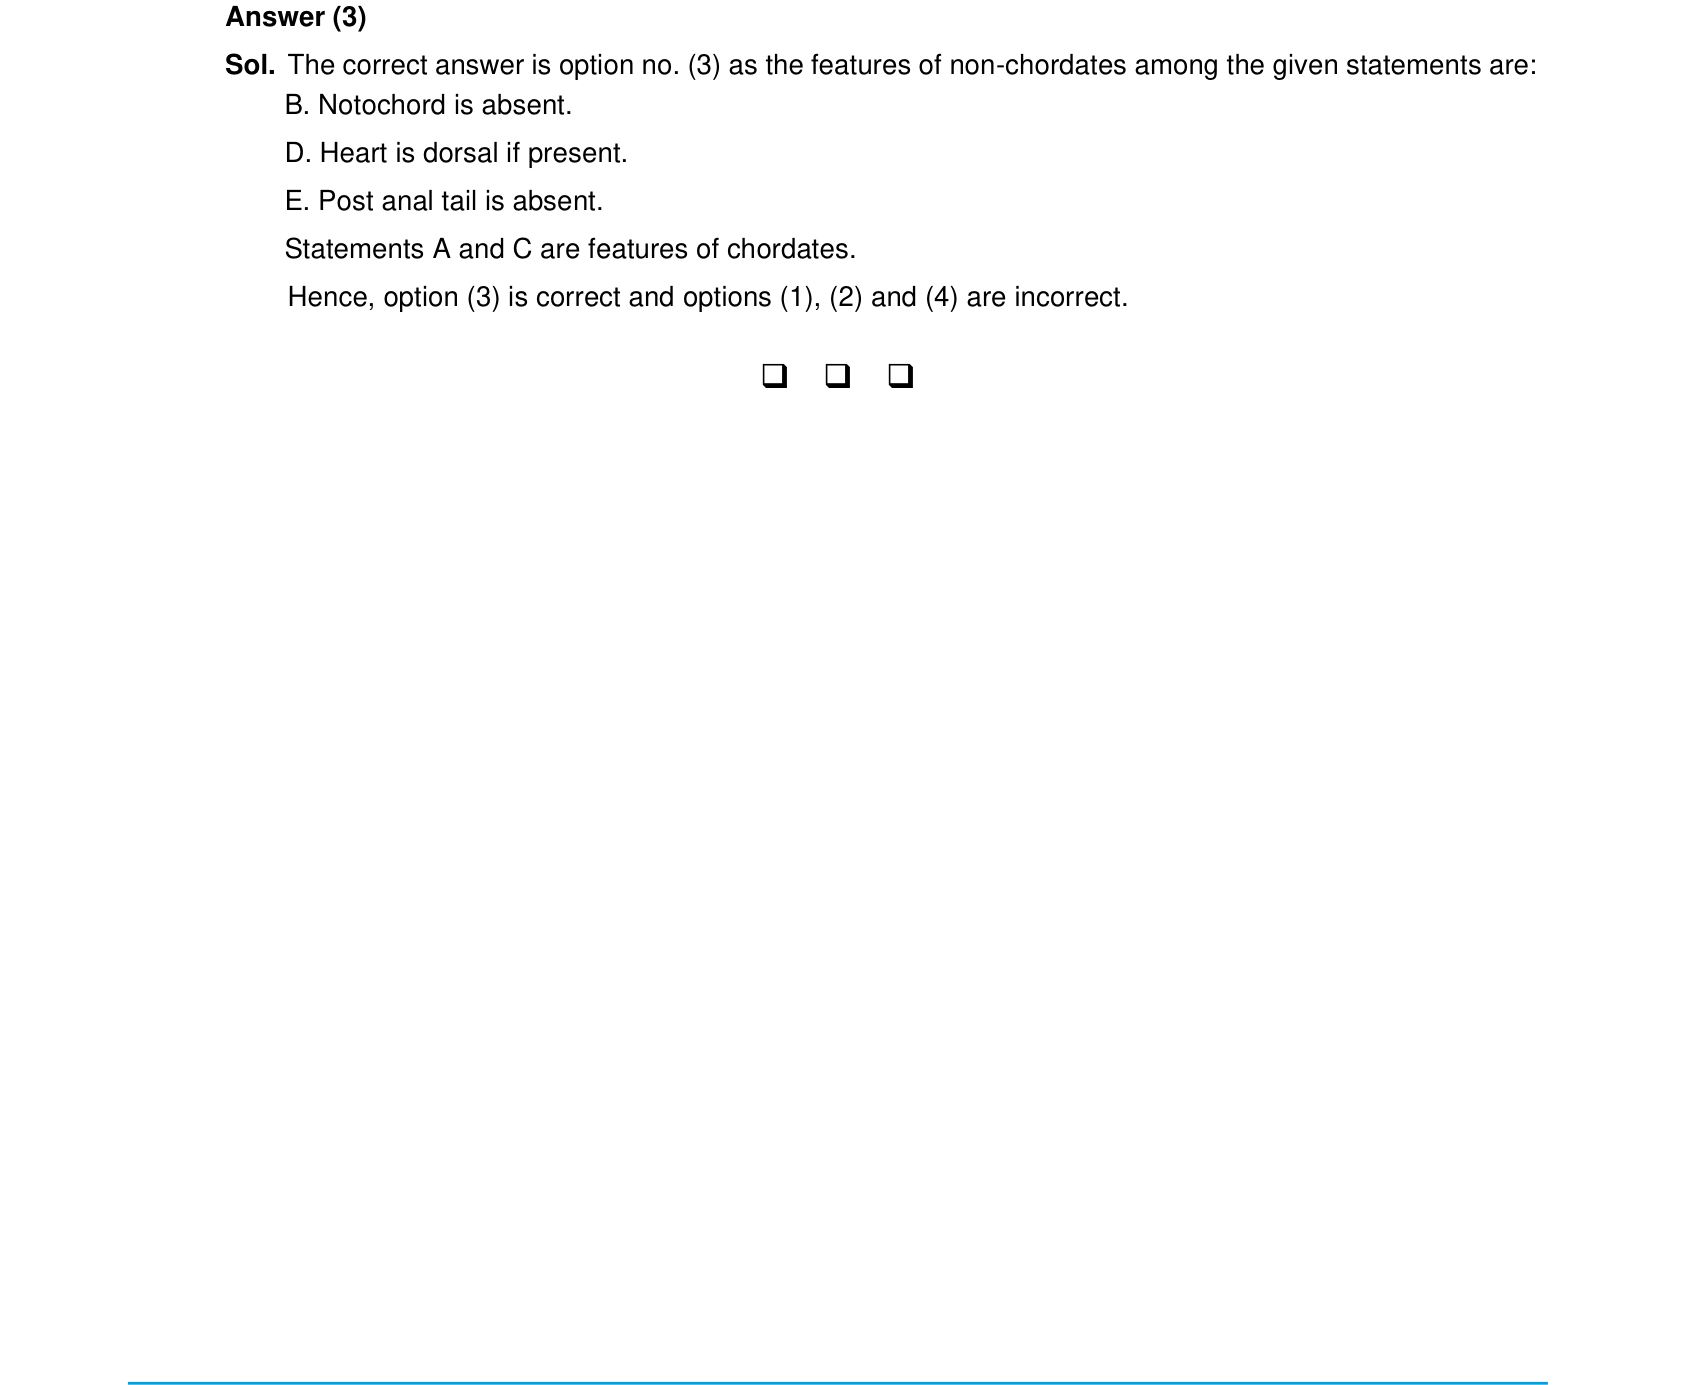 Answer (3)
Sol. The correct answer is option no. (3) as the features of non-chordates among the given statements are:
B. Notochord is absent.
D. Heart is dorsal if present.
E. Post anal tail is absent.
Statements A and C are features of chordates.
Hence, option (3) is correct and options (1), (2) and (4) are incorrect.
❑ ❑ ❑